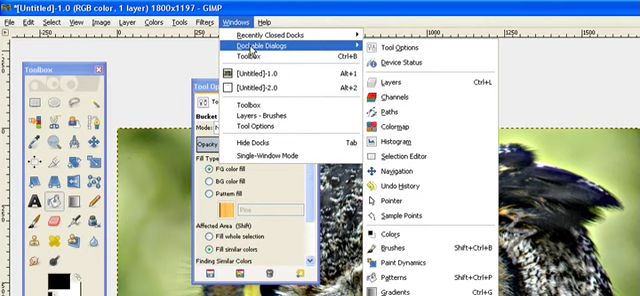 *[Untitled]-1.0 (RGB color, 1 layer) 1800x1197 - GIMP
File Edit Select View Image Layer Colors Tools Filters Windows Help
Recently Closed Docks
Dockable Dialogs
Toolbox Ctrl+B
[Untitled]-1.0 Alt+1
[Untitled]-2.0 Alt+2
Toolbox
Layers - Brushes
Tool Options
Hide Docks Tab
Single-Window Mode
Tool Options
Device Status
Layers Ctrl+L
Channels
Paths
Colormap
Histogram
Selection Editor
Navigation
Undo History
Pointer
Sample Points
Colors
Brushes Shift+Ctrl+B
Paint Dynamics
Patterns Shift+Ctrl+P
Gradients Ctrl+G
Toolbox
Tool Op
Bucket
Mode:
Opacity
Fill Type
FG color fill
BG color fill
Pattern fill
Pine
Affected Area (Shift)
Fill whole selection
Fill similar colors
Finding Similar Colors